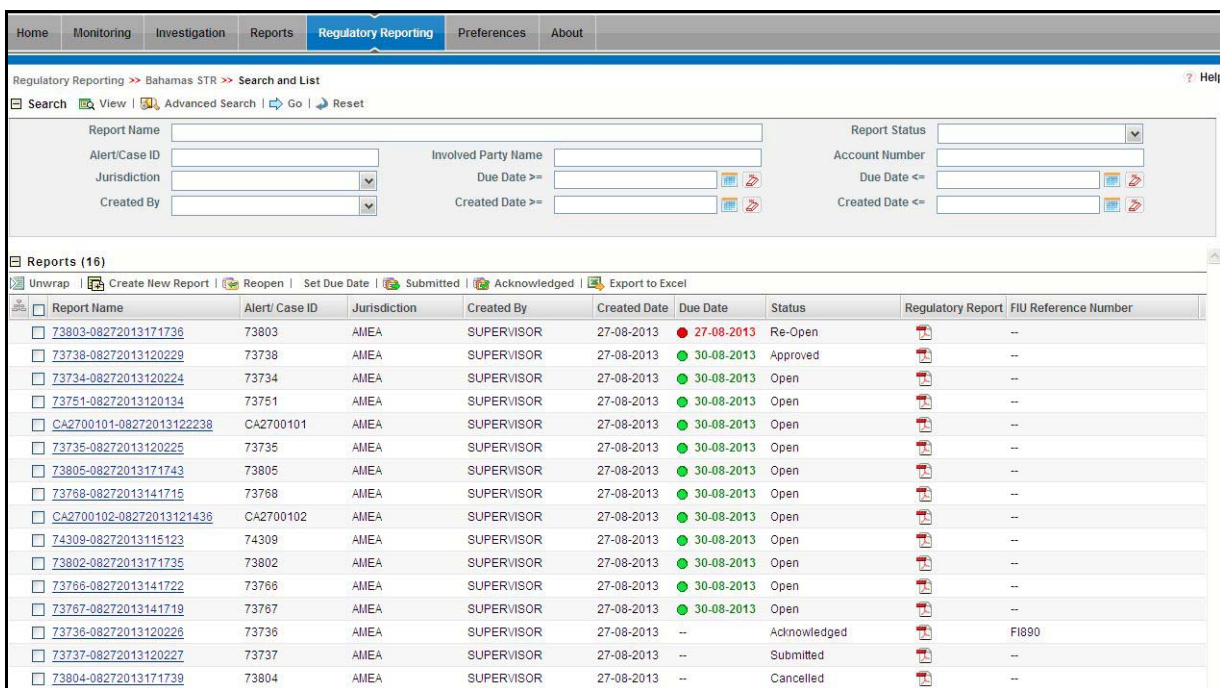 Home Monitoring Investigation Reports Regulatory Reporting Preferences About
Regulatory Reporting >> Bahamas STR >> Search and List ? Help
Search View | Advanced Search | Go | Reset
Report Name Report Status
Alert/Case ID Involved Party Name Account Number
Jurisdiction Due Date >= Due Date <=
Created By Created Date >= Created Date <=
Reports (16)
Unwrap | Create New Report | Reopen | Set Due Date | Submitted | Acknowledged | Export to Excel
Report Name Alert/ Case ID Jurisdiction Created By Created Date Due Date Status Regulatory Report FIU Reference Number
73803-08272013171736 73803 AMEA SUPERVISOR 27-08-2013 27-08-2013 Re-Open --
73738-08272013120229 73738 AMEA SUPERVISOR 27-08-2013 30-08-2013 Approved --
73734-08272013120224 73734 AMEA SUPERVISOR 27-08-2013 30-08-2013 Open --
73751-08272013120134 73751 AMEA SUPERVISOR 27-08-2013 30-08-2013 Open --
CA2700101-08272013122238 CA2700101 AMEA SUPERVISOR 27-08-2013 30-08-2013 Open --
73735-08272013120225 73735 AMEA SUPERVISOR 27-08-2013 30-08-2013 Open --
73805-08272013171743 73805 AMEA SUPERVISOR 27-08-2013 30-08-2013 Open --
73768-08272013141715 73768 AMEA SUPERVISOR 27-08-2013 30-08-2013 Open --
CA2700102-08272013121436 CA2700102 AMEA SUPERVISOR 27-08-2013 30-08-2013 Open --
74309-08272013115123 74309 AMEA SUPERVISOR 27-08-2013 30-08-2013 Open --
73802-08272013171735 73802 AMEA SUPERVISOR 27-08-2013 30-08-2013 Open --
73766-08272013141722 73766 AMEA SUPERVISOR 27-08-2013 30-08-2013 Open --
73767-08272013141719 73767 AMEA SUPERVISOR 27-08-2013 30-08-2013 Open --
73736-08272013120226 73736 AMEA SUPERVISOR 27-08-2013 -- Acknowledged FI890
73737-08272013120227 73737 AMEA SUPERVISOR 27-08-2013 -- Submitted --
73804-08272013171739 73804 AMEA SUPERVISOR 27-08-2013 -- Cancelled --